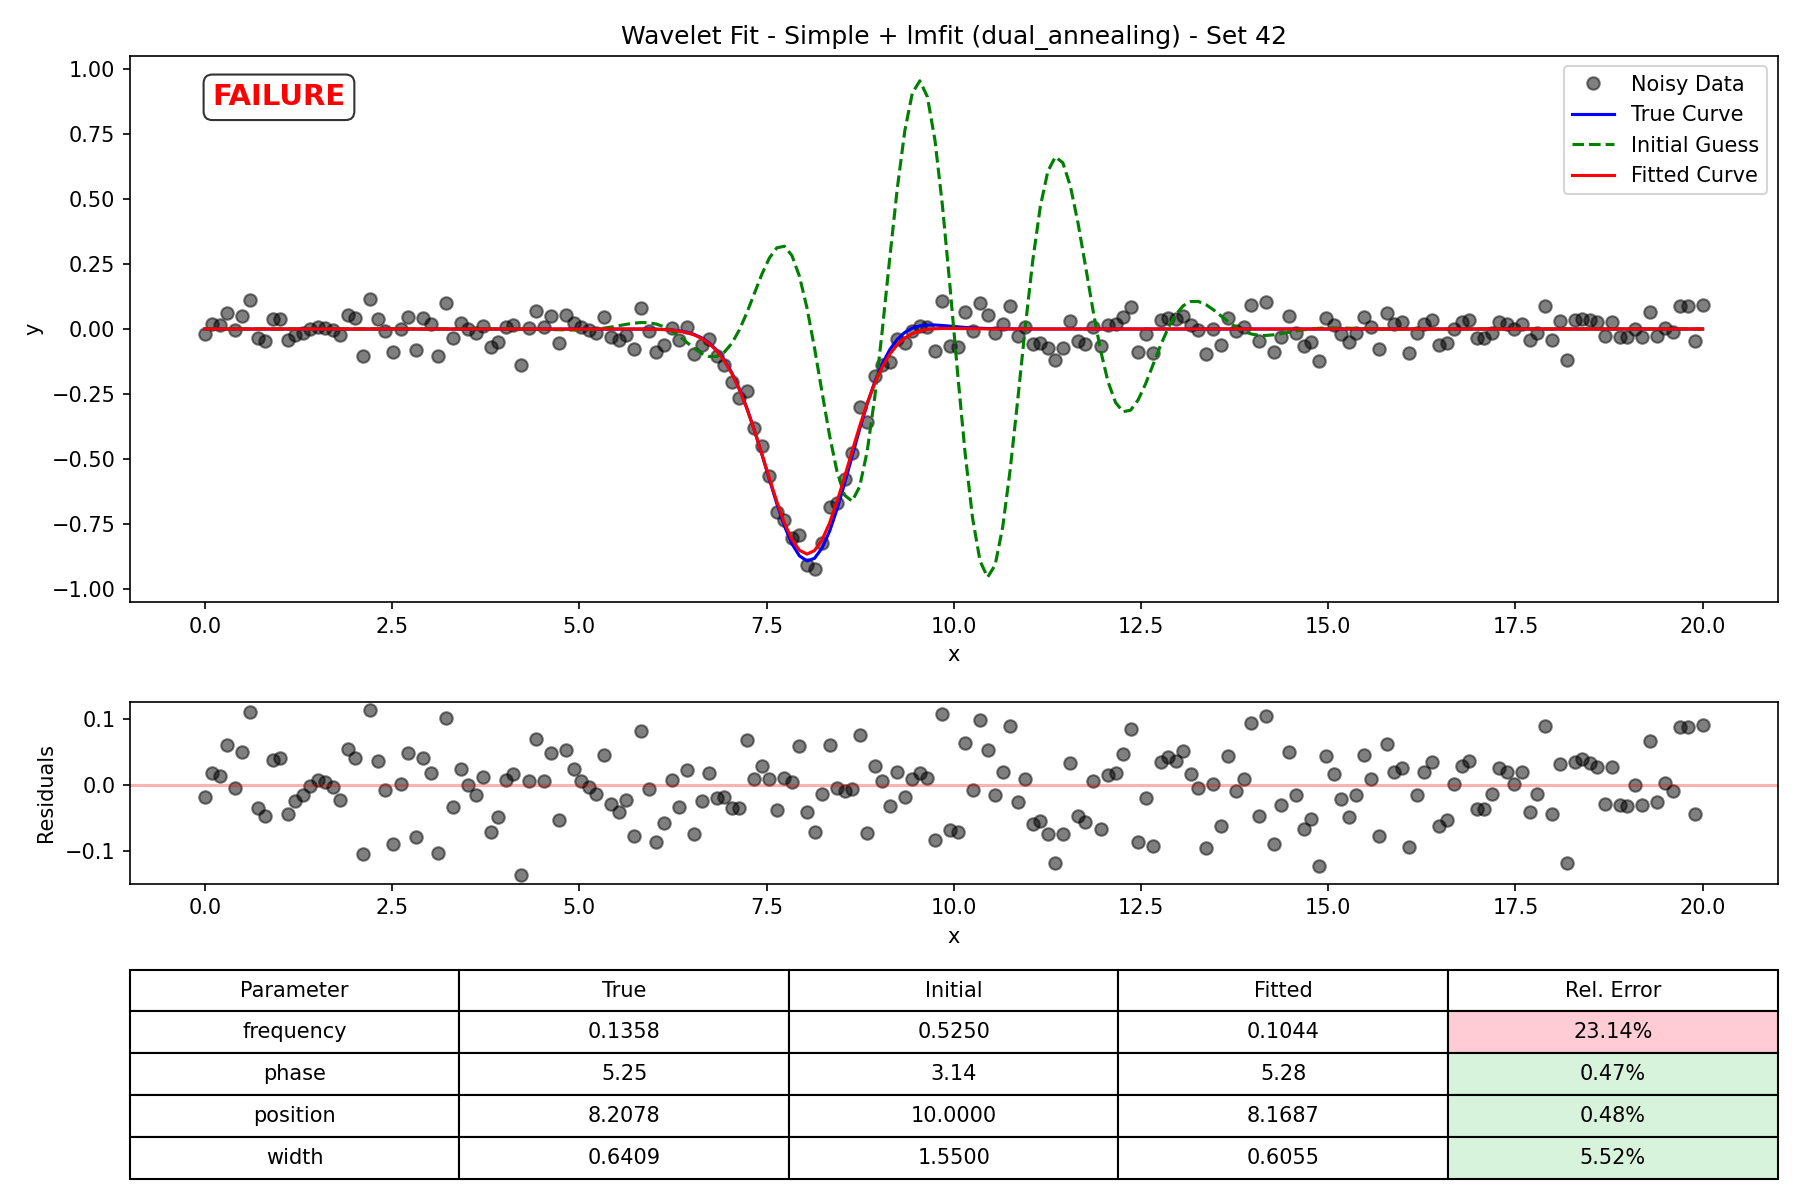 Wavelet Fit - Simple + lmfit (dual_annealing) - Set 42
FAILURE
Noisy Data
True Curve
Initial Guess
Fitted Curve
1.00
0.75
0.50
0.25
0.00
−0.25
−0.50
−0.75
−1.00
y
0.0 2.5 5.0 7.5 10.0 12.5 15.0 17.5 20.0
x
0.1
0.0
−0.1
Residuals
0.0 2.5 5.0 7.5 10.0 12.5 15.0 17.5 20.0
x
Parameter True Initial Fitted Rel. Error
frequency 0.1358 0.5250 0.1044 23.14%
phase 5.25 3.14 5.28 0.47%
position 8.2078 10.0000 8.1687 0.48%
width 0.6409 1.5500 0.6055 5.52%